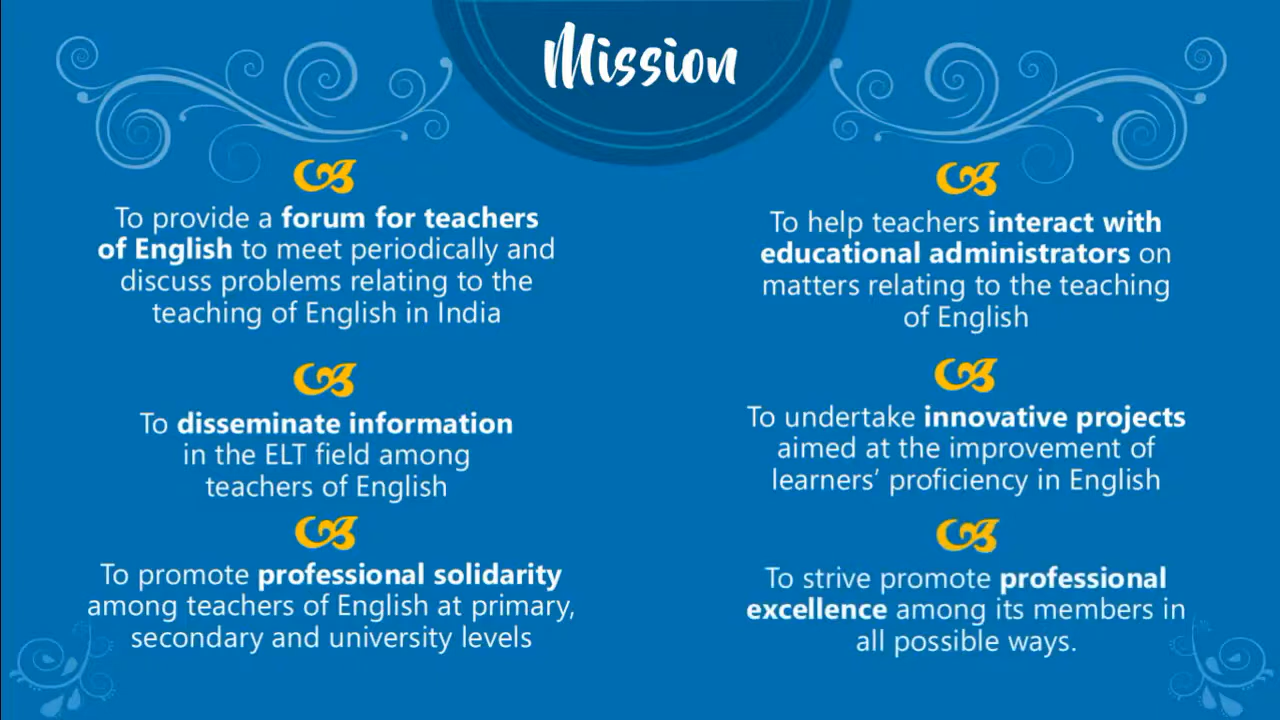 Mission
To provide a forum for teachers
of English to meet periodically and
discuss problems relating to the
teaching of English in India
To disseminate information
in the ELT field among
teachers of English
To promote professional solidarity
among teachers of English at primary,
secondary and university levels
To help teachers interact with
educational administrators on
matters relating to the teaching
of English
To undertake innovative projects
aimed at the improvement of
learners’ proficiency in English
To strive promote professional
excellence among its members in
all possible ways.